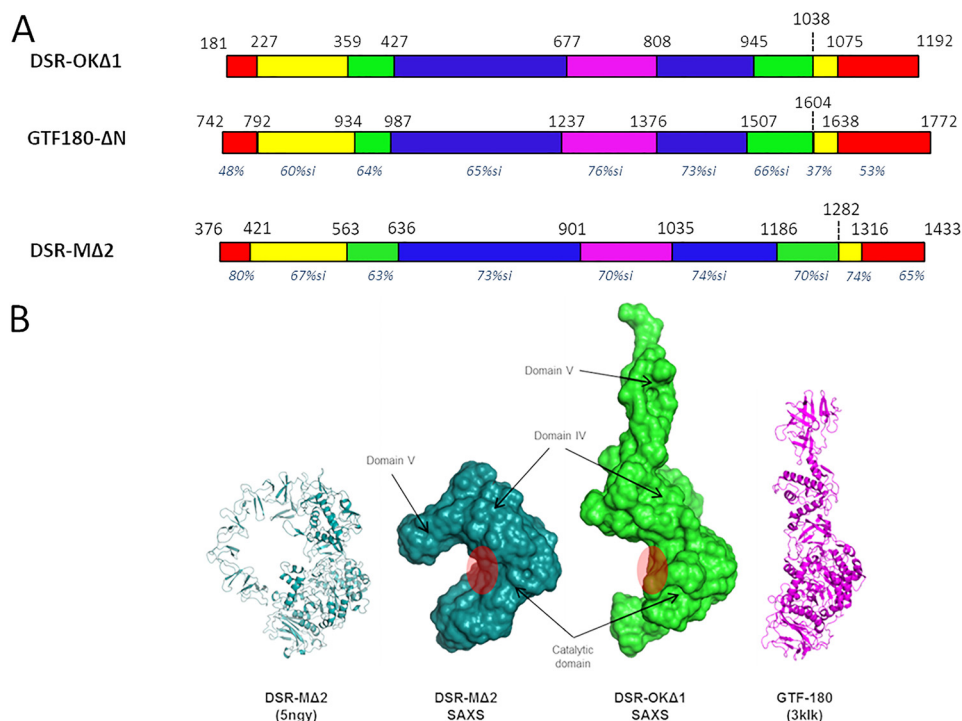 A
1038
181 227 359 427 677 808 945 1075 1192
DSR-OKΔ1
1604
742 792 934 987 1237 1376 1507 1638 1772
GTF180-ΔN
48% 60%si 64% 65%si 76%si 73%si 66%si 37% 53%
1282
376 421 563 636 901 1035 1186 1316 1433
DSR-MΔ2
80% 67%si 63% 73%si 70%si 74%si 70%si 74% 65%
B
Domain V
Domain IV
Domain V
Catalytic
domain
DSR-MΔ2
(5ngy)
DSR-MΔ2
SAXS
DSR-OKΔ1
SAXS
GTF-180
(3klk)